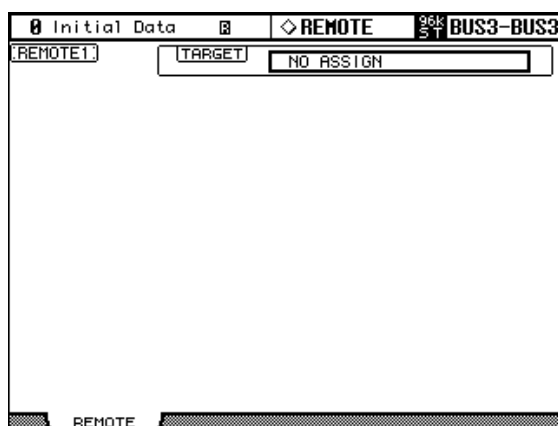 0 Initial Data R ◇REMOTE 96k ST BUS3-BUS3
REMOTE1 TARGET NO ASSIGN
REMOTE